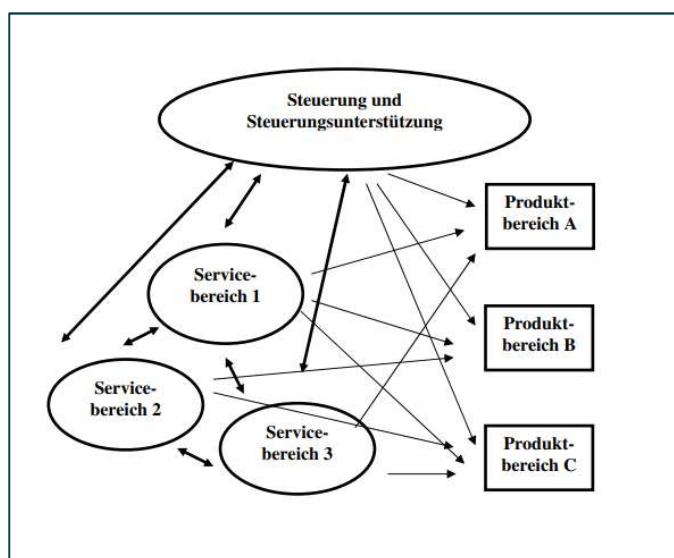 Steuerung und
Steuerungsunterstützung
Produkt-
bereich A
Service-
bereich 1
Produkt-
bereich B
Service-
bereich 2
Service-
bereich 3
Produkt-
bereich C